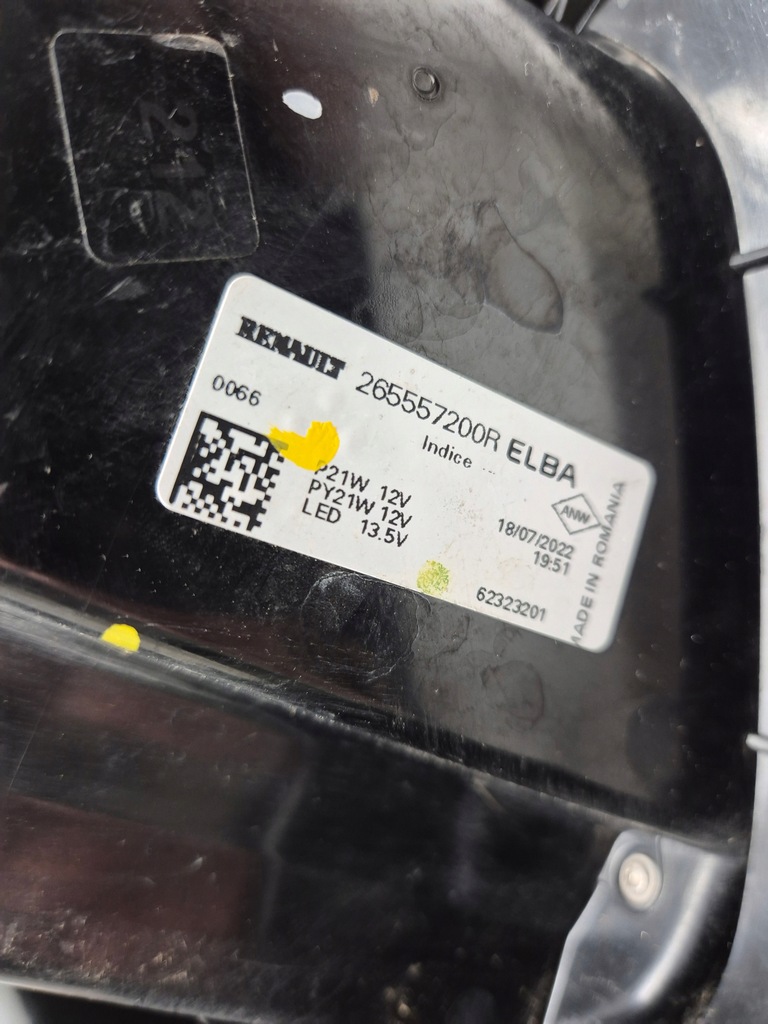 212
RENAULT 265557200R ELBA
0066 Indice
P21W 12V
PY21W 12V
LED 13.5V
ANW
18/07/2022
19:51
62323201
MADE IN ROMANIA